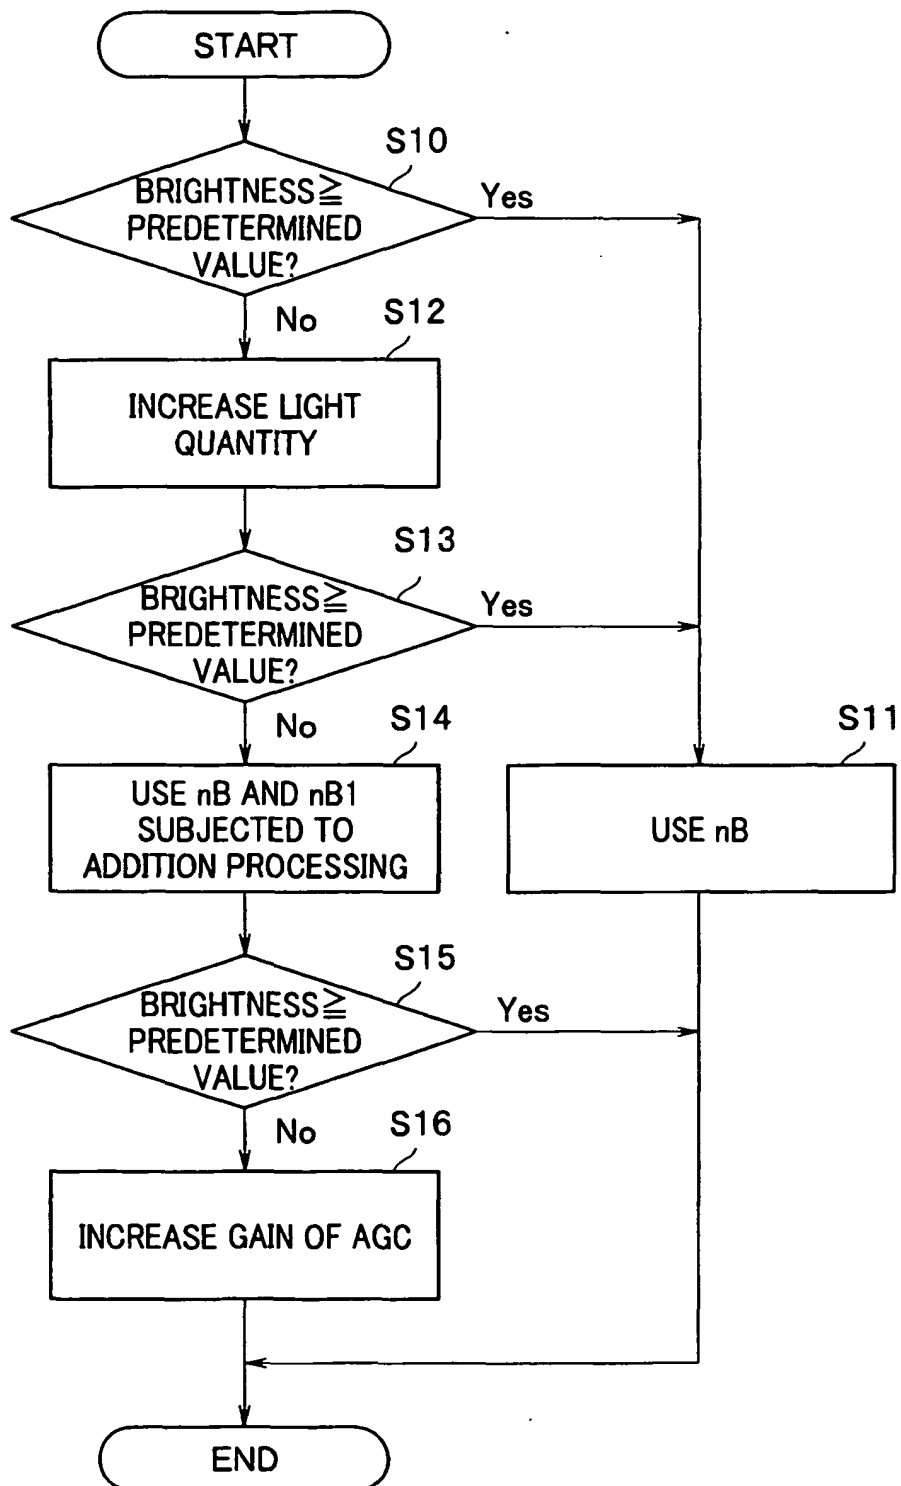 START
S10
BRIGHTNESS≧
PREDETERMINED
VALUE?
Yes
No
S12
INCREASE LIGHT
QUANTITY
S13
BRIGHTNESS≧
PREDETERMINED
VALUE?
Yes
No
S14
USE nB AND nB1
SUBJECTED TO
ADDITION PROCESSING
S11
USE nB
S15
BRIGHTNESS≧
PREDETERMINED
VALUE?
Yes
No
S16
INCREASE GAIN OF AGC
END